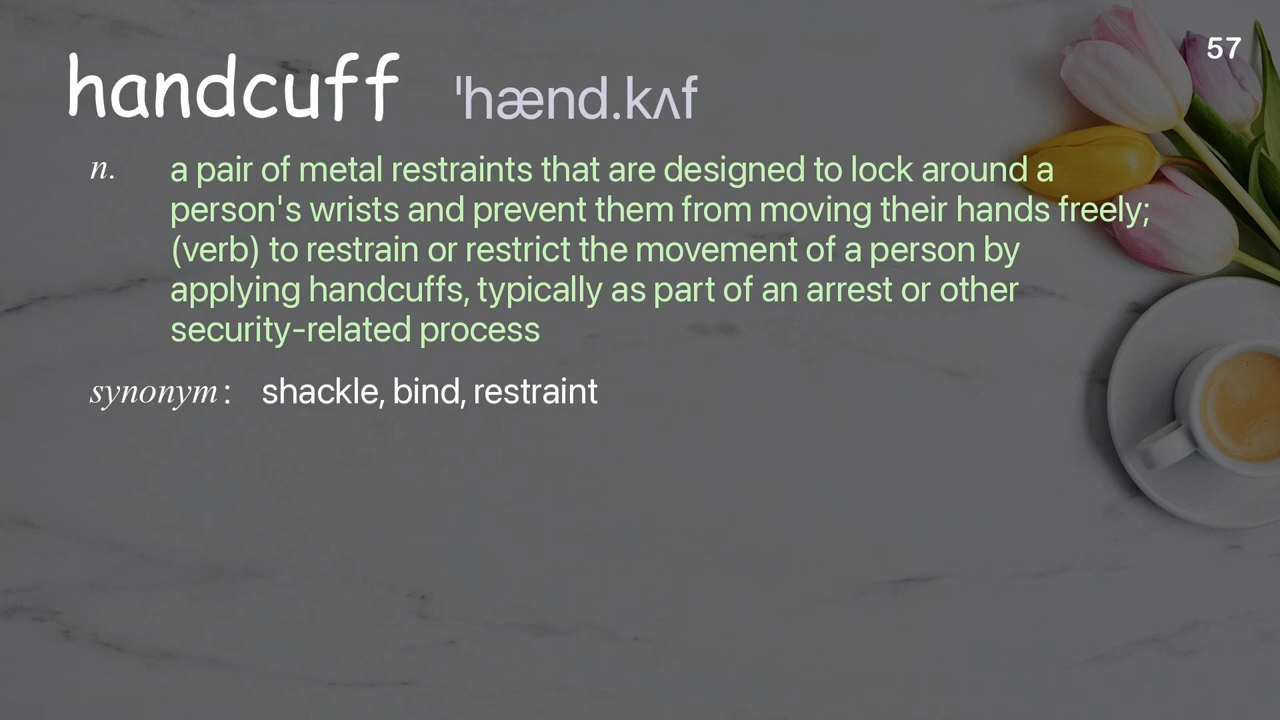 57
handcuff ˈhænd.kʌf
n. a pair of metal restraints that are designed to lock around a
person's wrists and prevent them from moving their hands freely;
(verb) to restrain or restrict the movement of a person by
applying handcuffs, typically as part of an arrest or other
security-related process
synonym: shackle, bind, restraint